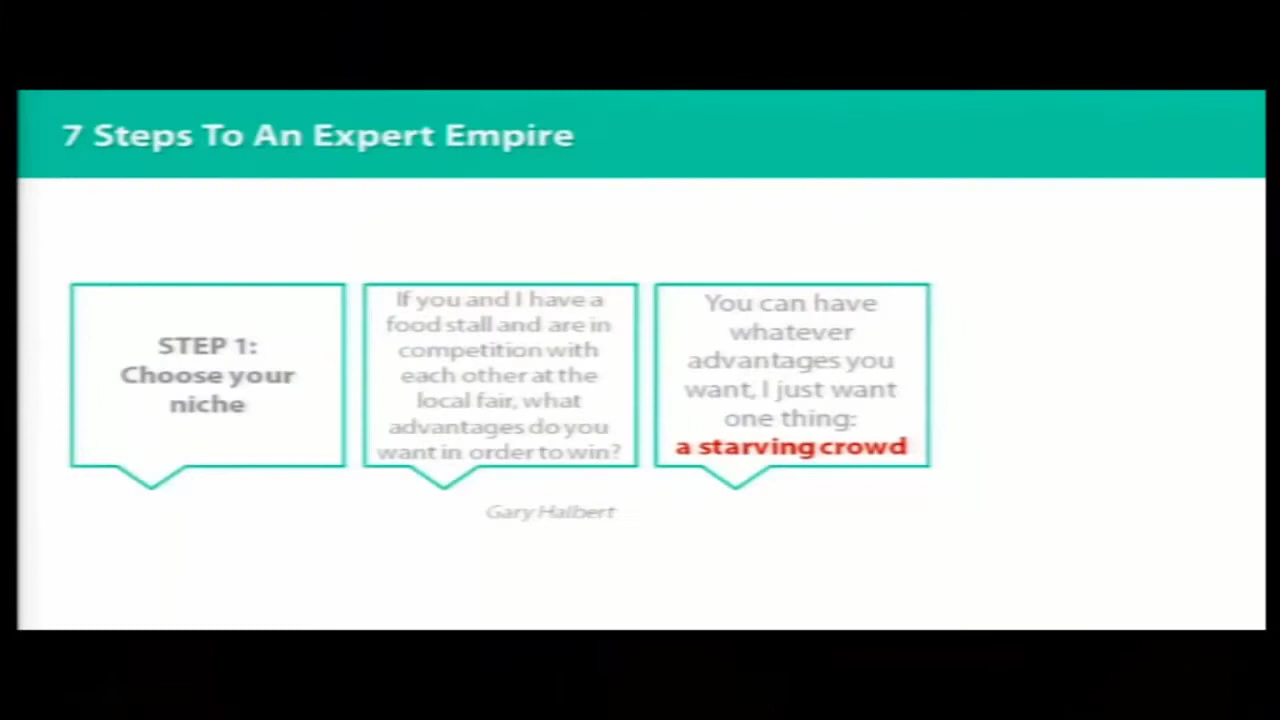 7 Steps To An Expert Empire
STEP 1:
Choose your
niche
If you and I have a
food stall and are in
competition with
each other at the
local fair, what
advantages do you
want in order to win?
You can have
whatever
advantages you
want, I just want
one thing:
a starving crowd
Gary Halbert